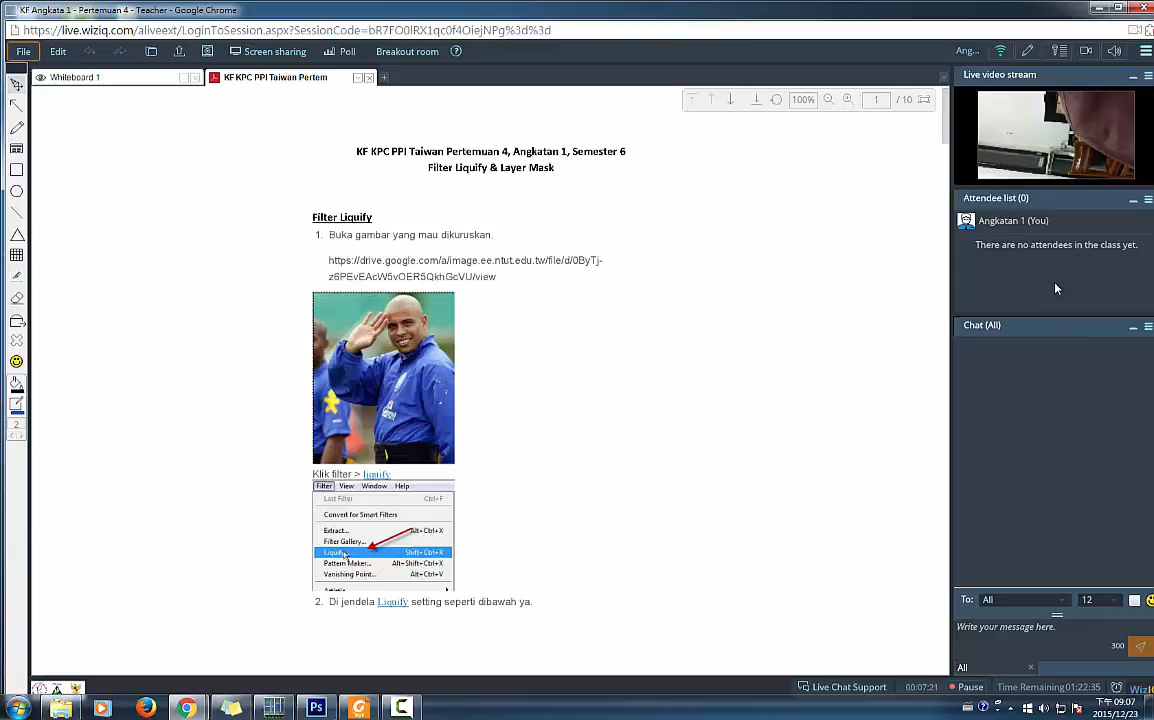 KF Angkata 1 - Pertemuan 4 - Teacher - Google Chrome
https://live.wiziq.com/aliveext/LoginToSession.aspx?SessionCode=bR7FO0lRX1qc0f4OiejNPg%3d%3d
File Edit Screen sharing Poll Breakout room Ang...
Whiteboard 1 KF KPC PPI Taiwan Pertem
Live video stream
100% 1 / 10
KF KPC PPI Taiwan Pertemuan 4, Angkatan 1, Semester 6
Filter Liquify & Layer Mask
Attendee list (0)
Angkatan 1 (You)
There are no attendees in the class yet.
Filter Liquify
1. Buka gambar yang mau dikuruskan.
https://drive.google.com/a/image.ee.ntut.edu.tw/file/d/0ByTj-
z6PEvEAcW5vOER5QkhGcVU/view
Chat (All)
Klik filter > liquify
Filter View Window Help
Last Filter Ctrl+F
Convert for Smart Filters
Extract... Alt+Ctrl+X
Filter Gallery...
Liquify... Shift+Ctrl+X
Pattern Maker... Alt+Shift+Ctrl+X
Vanishing Point... Alt+Ctrl+V
2. Di jendela Liquify setting seperti dibawah ya.
To: All 12
Write your message here.
300
All
2
Live Chat Support 00:07:21 Pause Time Remaining 01:22:35 WizIQ
下午 09:07
2015/12/23